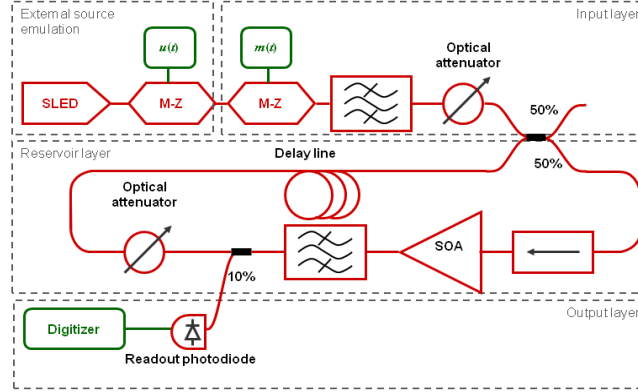 External source
emulation
Input layer
u(t)
m(t)
Optical
attenuator
SLED
M-Z
M-Z
50%
50%
Reservoir layer
Delay line
Optical
attenuator
SOA
10%
Output layer
Digitizer
Readout photodiode